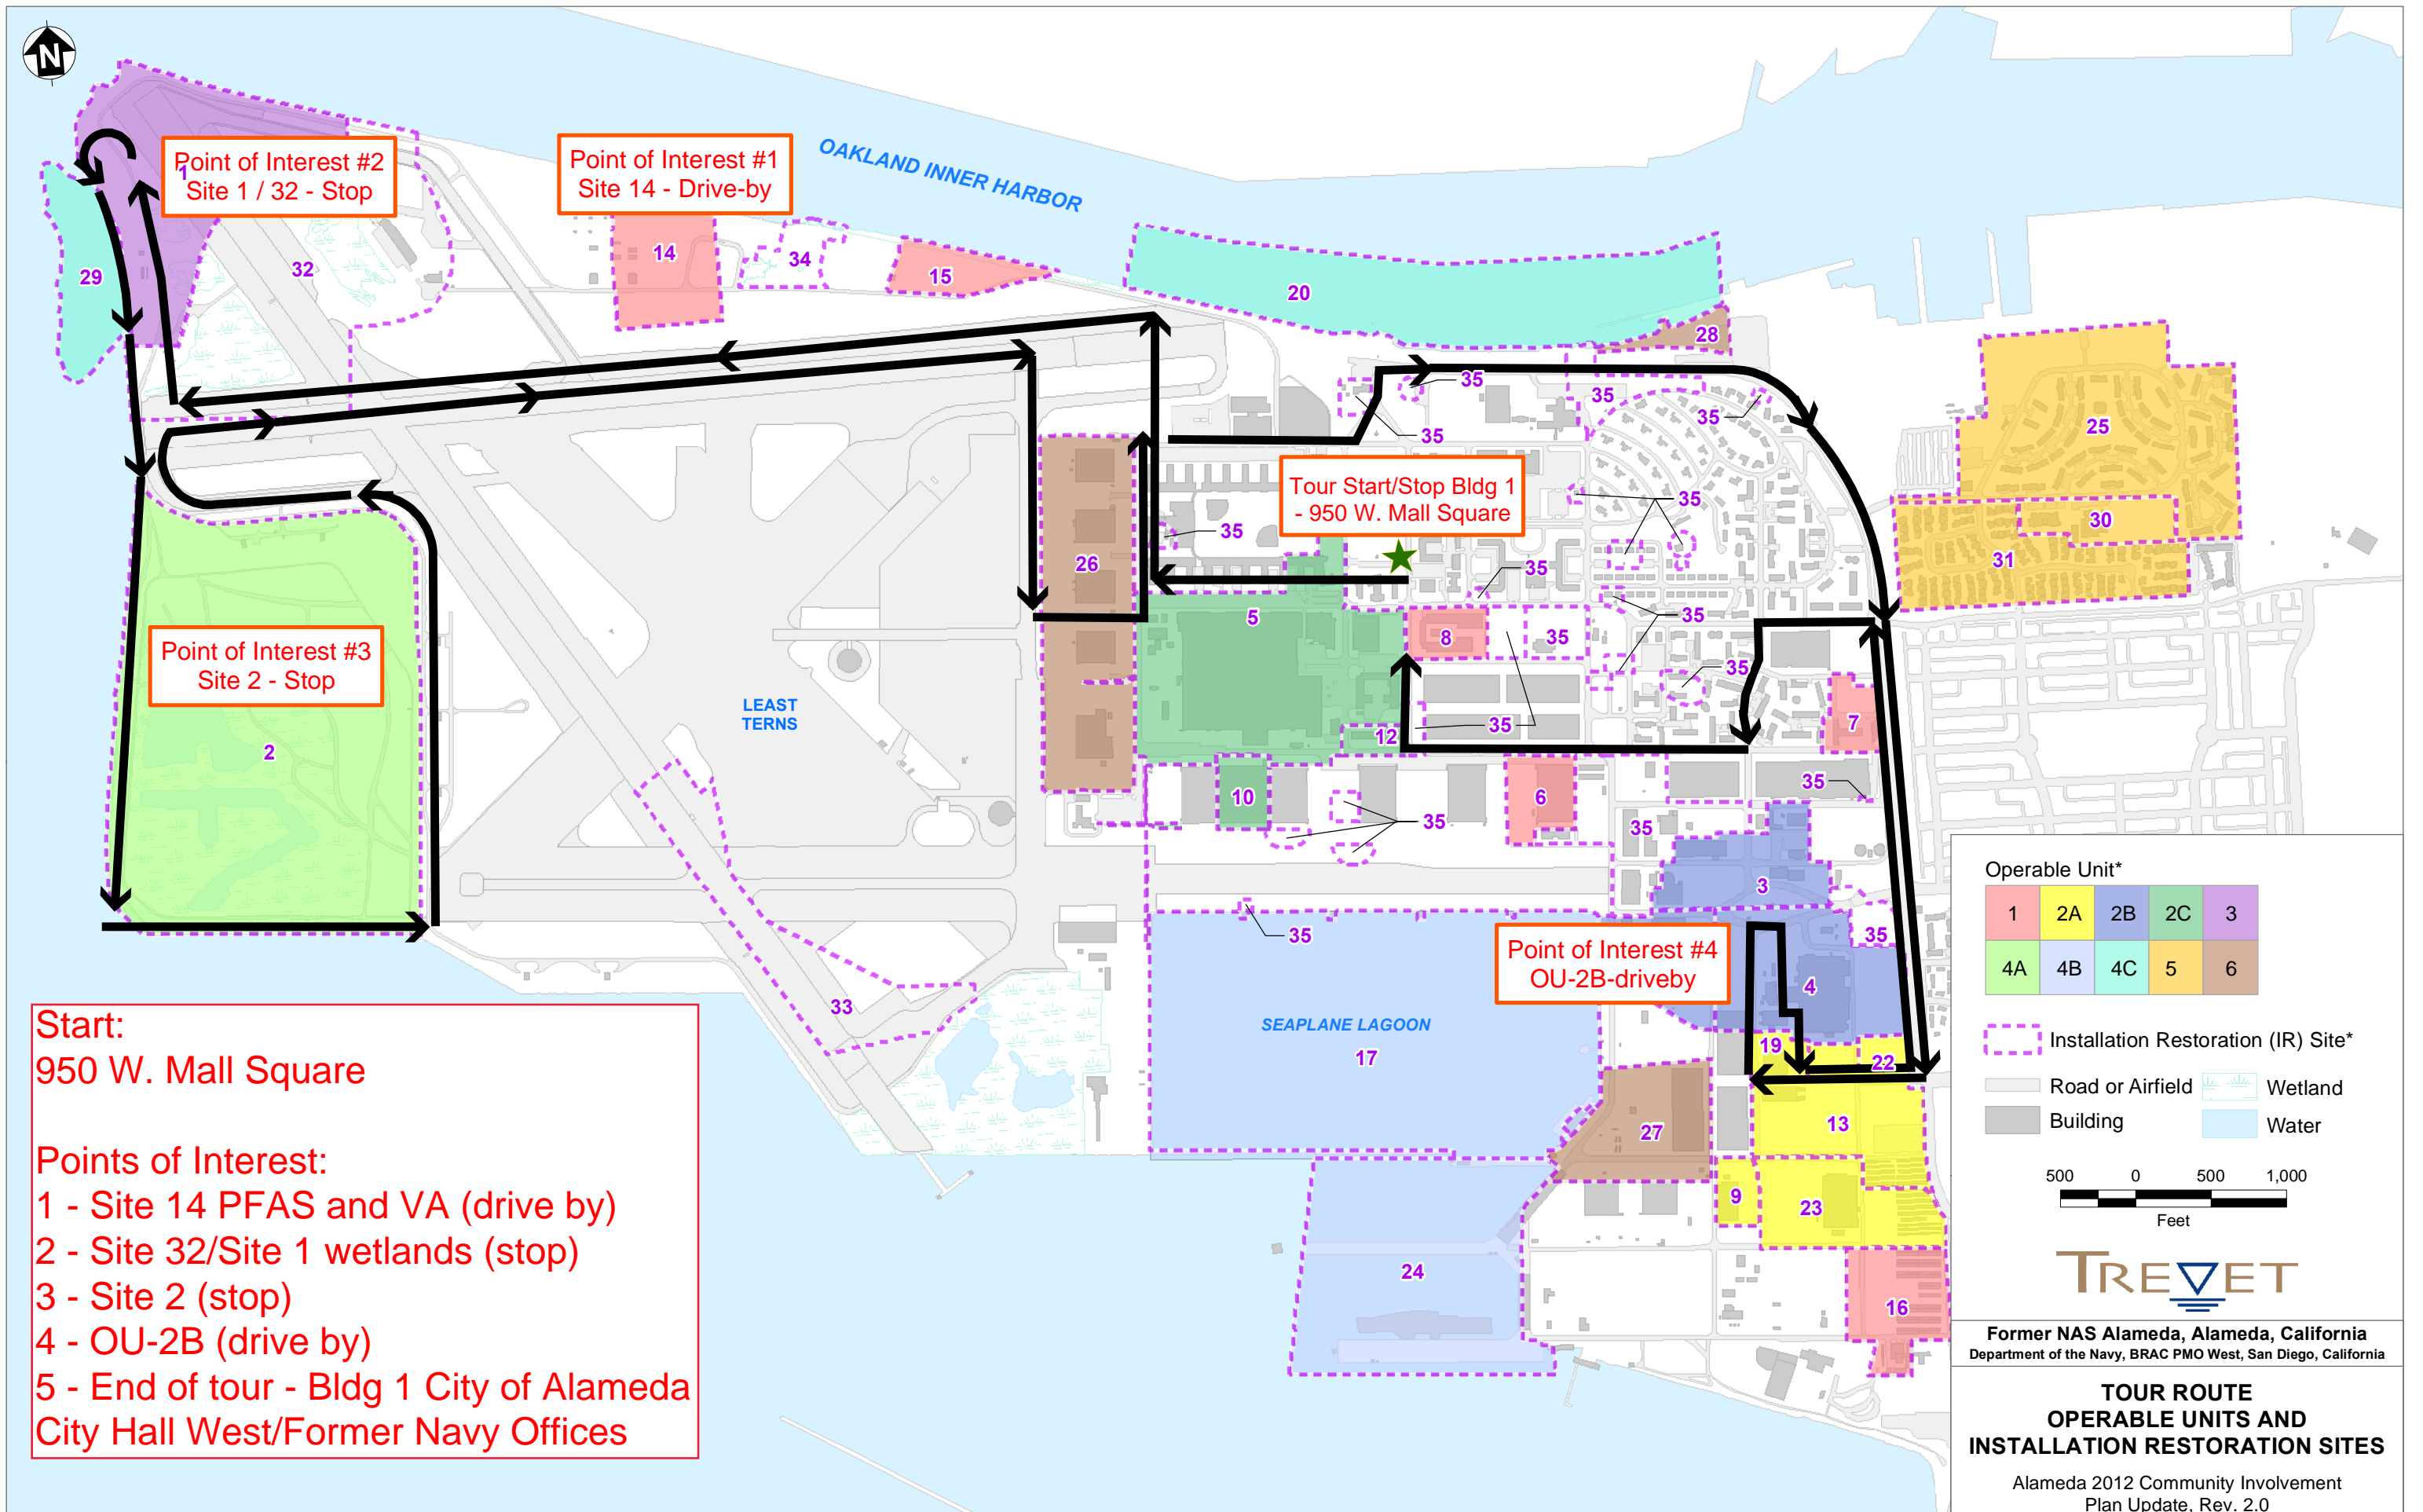 N
Point of Interest #2
Site 1 / 32 - Stop
1
Point of Interest #1
Site 14 - Drive-by
OAKLAND INNER HARBOR
29
32
14
34
15
20
28
35
35
35
35
25
35
30
31
Tour Start/Stop Bldg 1
- 950 W. Mall Square
35
26
35
5
8
35
35
35
Point of Interest #3
Site 2 - Stop
2
LEAST
TERNS
12
35
7
10
6
35
35
35
3
35
35
Point of Interest #4
OU-2B-driveby
4
33
SEAPLANE LAGOON
17
19
22
27
13
9
23
24
16
Start:
950 W. Mall Square
Points of Interest:
1 - Site 14 PFAS and VA (drive by)
2 - Site 32/Site 1 wetlands (stop)
3 - Site 2 (stop)
4 - OU-2B (drive by)
5 - End of tour - Bldg 1 City of Alameda
City Hall West/Former Navy Offices
Operable Unit*
1 2A 2B 2C 3
4A 4B 4C 5 6
Installation Restoration (IR) Site*
Road or Airfield Wetland
Building Water
500 0 500 1,000
Feet
TREVET
Former NAS Alameda, Alameda, California
Department of the Navy, BRAC PMO West, San Diego, California
TOUR ROUTE
OPERABLE UNITS AND
INSTALLATION RESTORATION SITES
Alameda 2012 Community Involvement
Plan Update, Rev. 2.0